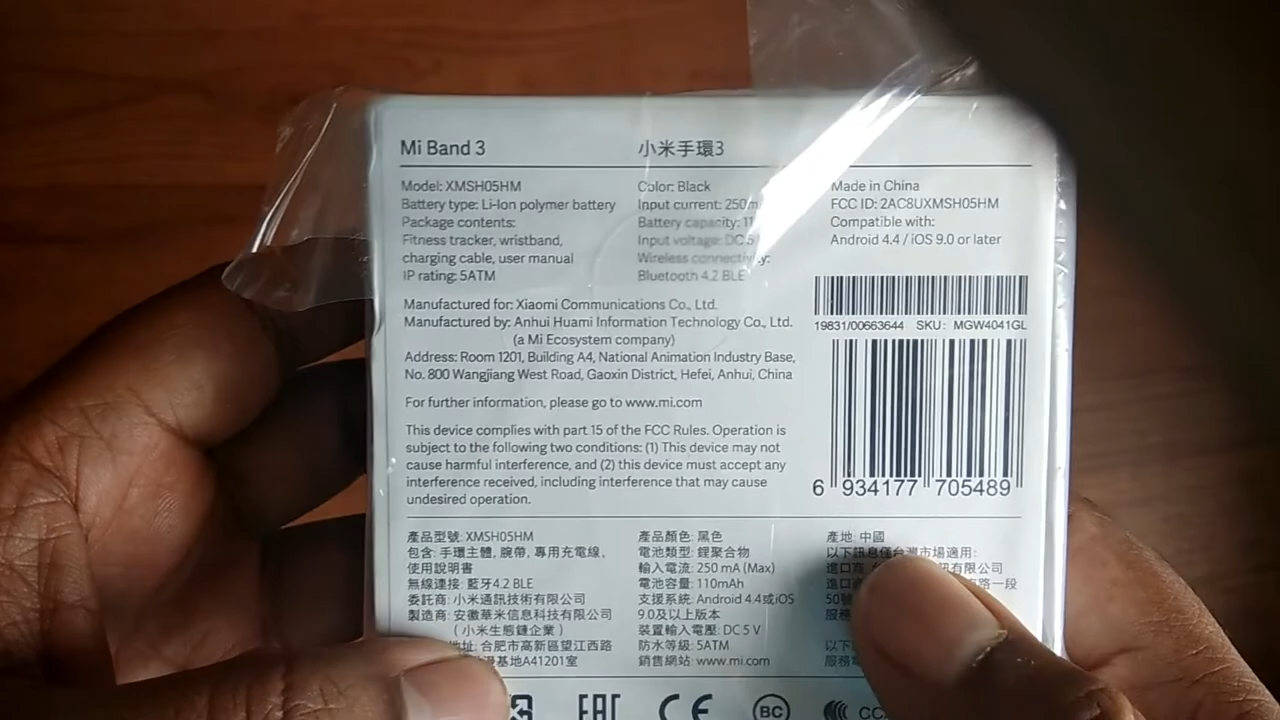 Mi Band 3
小米手環3
Model: XMSH05HM
Battery type: Li-Ion polymer battery
Package contents:
Fitness tracker, wristband,
charging cable, user manual
IP rating: 5ATM
Color: Black
Input current: 250m
Battery capacity: 11
Input voltage: DC 5
Wireless connectivity:
Bluetooth 4.2 BLE
Made in China
FCC ID: 2AC8UXMSH05HM
Compatible with:
Android 4.4 / iOS 9.0 or later
Manufactured for: Xiaomi Communications Co., Ltd.
Manufactured by: Anhui Huami Information Technology Co., Ltd.
(a Mi Ecosystem company)
Address: Room 1201, Building A4, National Animation Industry Base,
No. 800 Wangjiang West Road, Gaoxin District, Hefei, Anhui, China
For further information, please go to www.mi.com
This device complies with part 15 of the FCC Rules. Operation is
subject to the following two conditions: (1) This device may not
cause harmful interference, and (2) this device must accept any
interference received, including interference that may cause
undesired operation.
19831/00663644 SKU: MGW4041GL
6 934177 705489
產品型號: XMSH05HM
包含: 手環主體, 腕帶, 專用充電線,
使用說明書
無線連接: 藍牙4.2 BLE
委託商: 小米通訊技術有限公司
製造商: 安徽華米信息科技有限公司
(小米生態鏈企業)
地址: 合肥市高新區望江西路
基地A41201室
產品顏色: 黑色
電池類型: 鋰聚合物
輸入電流: 250 mA (Max)
電池容量: 110mAh
支援系統: Android 4.4或iOS
9.0及以上版本
裝置輸入電壓: DC 5 V
防水等級: 5ATM
銷售網站: www.mi.com
產地: 中國
以下訊息僅台灣市場適用:
進口商: 訊有限公司
進口商 路一段
50號
服務
以下
服務
EAC CE BC CC